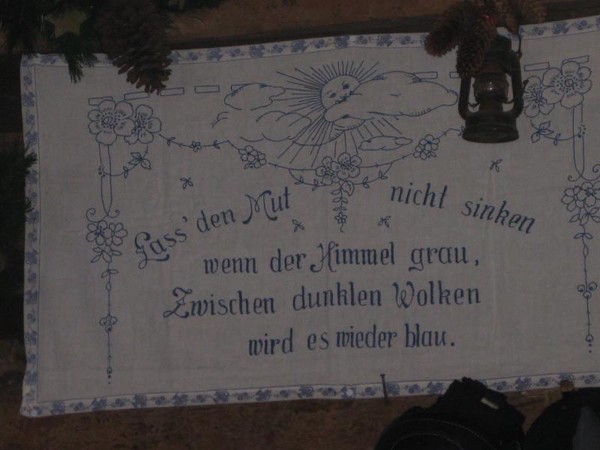 Lass' den Mut nicht sinken
wenn der Himmel grau,
Zwischen dunklen Wolken
wird es wieder blau.